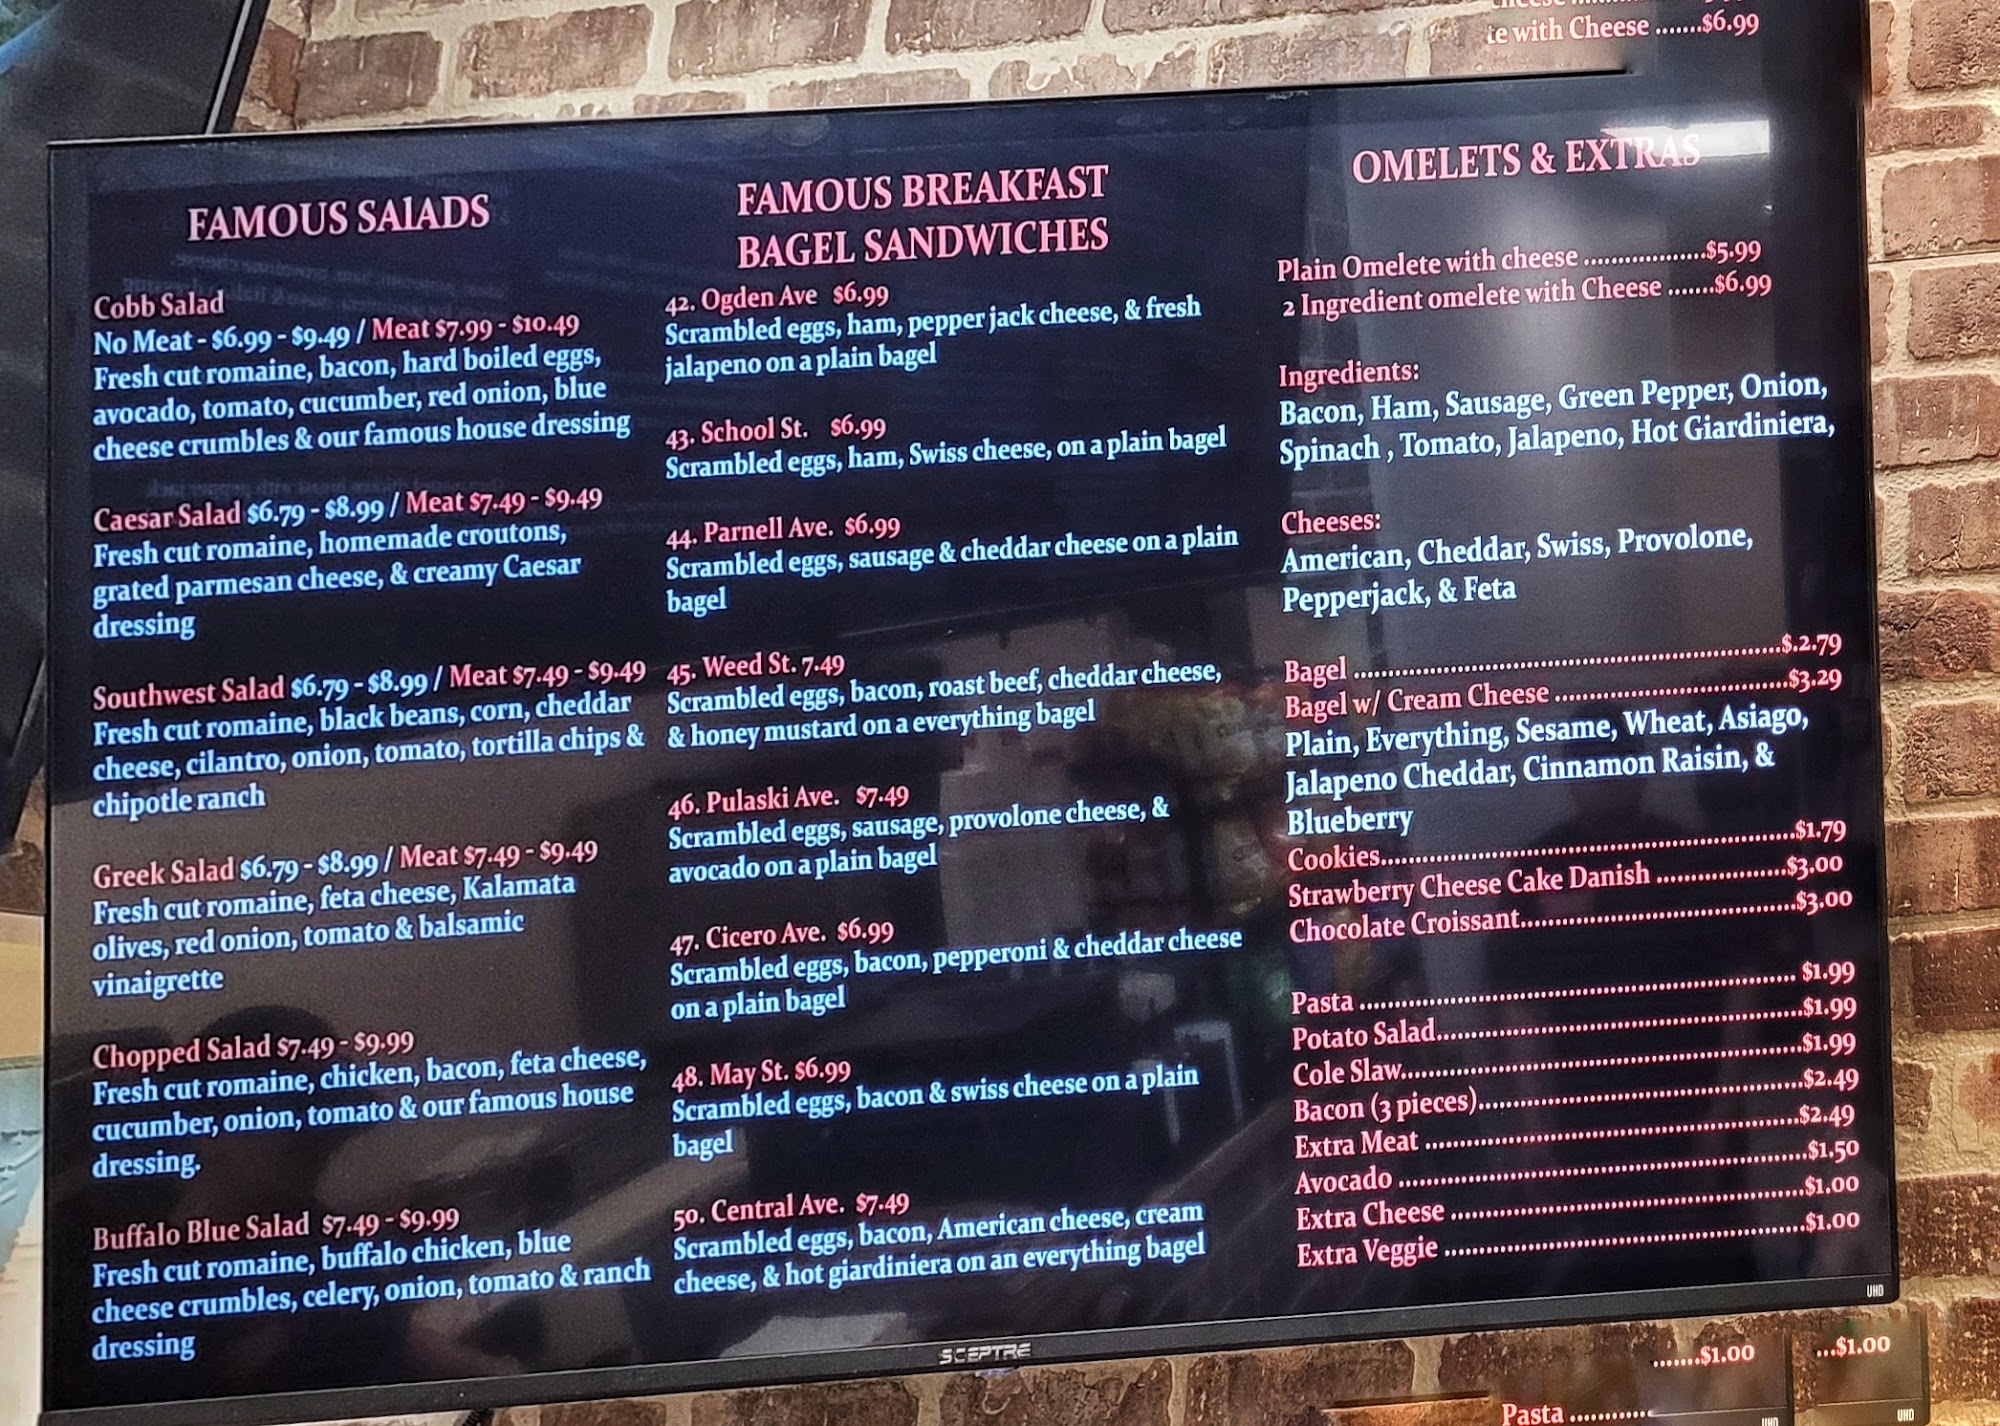 cheese
te with Cheese .......$6.99
FAMOUS SAlADS
Cobb Salad
No Meat - $6.99 - $9.49 / Meat $7.99 - $10.49
Fresh cut romaine, bacon, hard boiled eggs,
avocado, tomato, cucumber, red onion, blue
cheese crumbles & our famous house dressing
Caesar Salad $6.79 - $8.99 / Meat $7.49 - $9.49
Fresh cut romaine, homemade croutons,
grated parmesan cheese, & creamy Caesar
dressing
Southwest Salad $6.79 - $8.99 / Meat $7.49 - $9.49
Fresh cut romaine, black beans, corn, cheddar
cheese, cilantro, onion, tomato, tortilla chips &
chipotle ranch
Greek Salad $6.79 - $8.99 / Meat $7.49 - $9.49
Fresh cut romaine, feta cheese, Kalamata
olives, red onion, tomato & balsamic
vinaigrette
Chopped Salad $7.49 - $9.99
Fresh cut romaine, chicken, bacon, feta cheese,
cucumber, onion, tomato & our famous house
dressing.
Buffalo Blue Salad $7.49 - $9.99
Fresh cut romaine, buffalo chicken, blue
cheese crumbles, celery, onion, tomato & ranch
dressing
FAMOUS BREAKFAST
BAGEL SANDWICHES
42. Ogden Ave $6.99
Scrambled eggs, ham, pepper jack cheese, & fresh
jalapeno on a plain bagel
43. School St. $6.99
Scrambled eggs, ham, Swiss cheese, on a plain bagel
44. Parnell Ave. $6.99
Scrambled eggs, sausage & cheddar cheese on a plain
bagel
45. Weed St. 7.49
Scrambled eggs, bacon, roast beef, cheddar cheese,
& honey mustard on a everything bagel
46. Pulaski Ave. $7.49
Scrambled eggs, sausage, provolone cheese, &
avocado on a plain bagel
47. Cicero Ave. $6.99
Scrambled eggs, bacon, pepperoni & cheddar cheese
on a plain bagel
48. May St. $6.99
Scrambled eggs, bacon & swiss cheese on a plain
bagel
50. Central Ave. $7.49
Scrambled eggs, bacon, American cheese, cream
cheese, & hot giardiniera on an everything bagel
OMELETS & EXTRAS
Plain Omelete with cheese ..................$5.99
2 Ingredient omelete with Cheese .......$6.99
Ingredients:
Bacon, Ham, Sausage, Green Pepper, Onion,
Spinach , Tomato, Jalapeno, Hot Giardiniera,
Cheeses:
American, Cheddar, Swiss, Provolone,
Pepperjack, & Feta
Bagel ..................................................$.2.79
Bagel w/ Cream Cheese ..................................$3.29
Plain, Everything, Sesame, Wheat, Asiago,
Jalapeno Cheddar, Cinnamon Raisin, &
Blueberry
Cookies..................................................$1.79
Strawberry Cheese Cake Danish ...................$3.00
Chocolate Croissant.......................................$3.00
Pasta .................................................. $1.99
Potato Salad..................................................$1.99
Cole Slaw..................................................$1.99
Bacon (3 pieces)..................................................$2.49
Extra Meat ..................................................$2.49
Avocado ..................................................$1.50
Extra Cheese ..................................................$1.00
Extra Veggie ..................................................$1.00
UHD
SCEPTRE
.......$1.00
...$1.00
Pasta ............
UHD
UHD